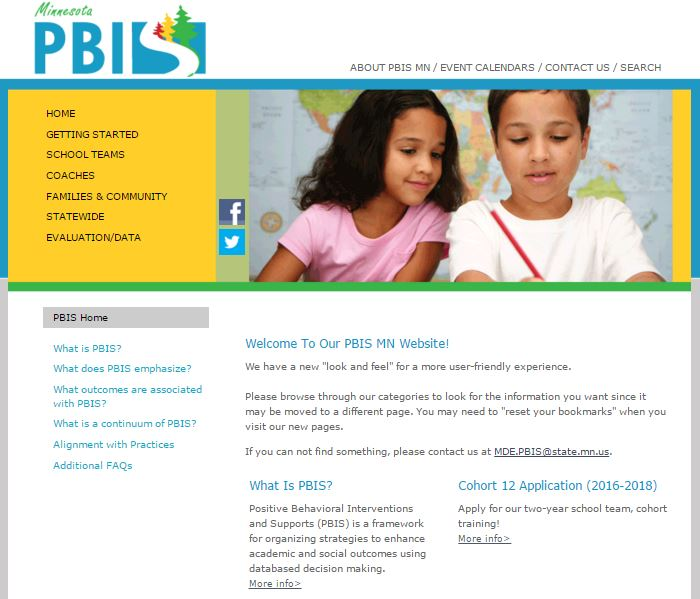 Minnesota
PBIS
ABOUT PBIS MN / EVENT CALENDARS / CONTACT US / SEARCH
HOME
GETTING STARTED
SCHOOL TEAMS
COACHES
FAMILIES & COMMUNITY
STATEWIDE
EVALUATION/DATA
PBIS Home
What is PBIS?
What does PBIS emphasize?
What outcomes are associated
with PBIS?
What is a continuum of PBIS?
Alignment with Practices
Additional FAQs
Welcome To Our PBIS MN Website!
We have a new "look and feel" for a more user-friendly experience.
Please browse through our categories to look for the information you want since it
may be moved to a different page. You may need to "reset your bookmarks" when you
visit our new pages.
If you can not find something, please contact us at MDE.PBIS@state.mn.us.
What Is PBIS?
Positive Behavioral Interventions
and Supports (PBIS) is a framework
for organizing strategies to enhance
academic and social outcomes using
databased decision making.
More info>
Cohort 12 Application (2016-2018)
Apply for our two-year school team, cohort
training!
More info>